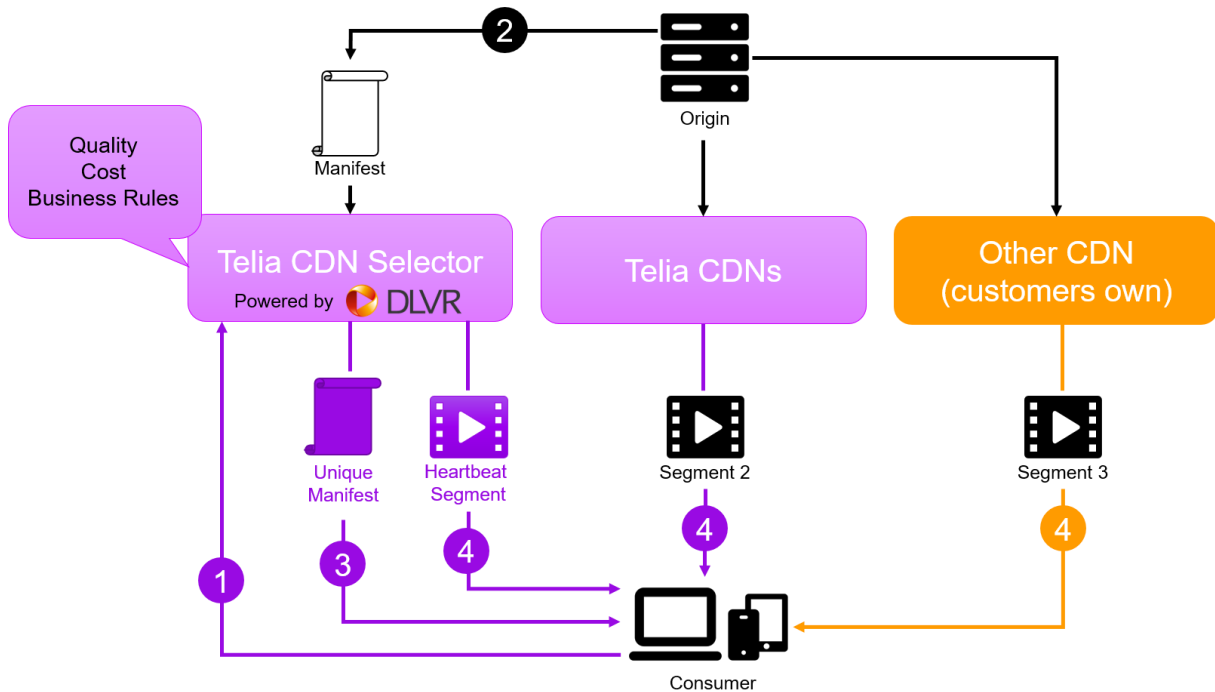 2
Origin
Manifest
Quality
Cost
Business Rules
Telia CDN Selector
Powered by DLVR
Telia CDNs
Other CDN
(customers own)
Unique
Manifest
Heartbeat
Segment
Segment 2
Segment 3
1
3
4
4
4
Consumer